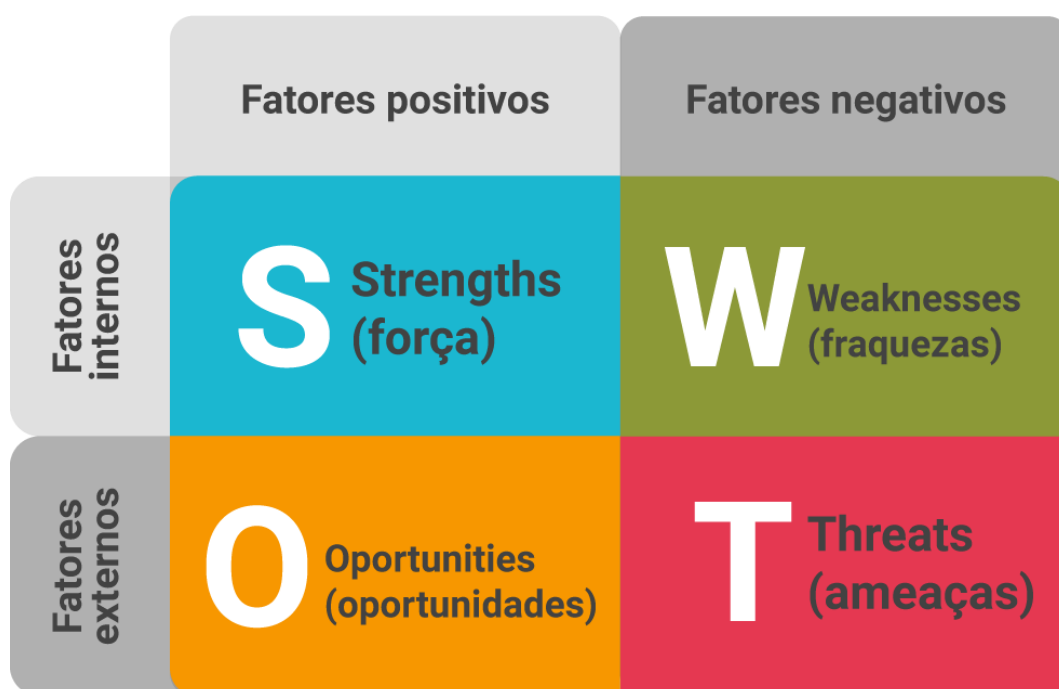 Fatores positivos
Fatores negativos
Fatores
internos
S
Strengths
(força)
W
Weaknesses
(fraquezas)
Fatores
externos
O
Oportunities
(oportunidades)
T
Threats
(ameaças)